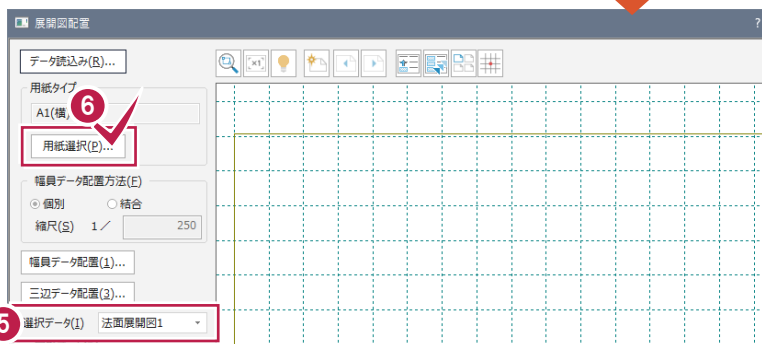 展開図配置
?
データ読込み(R)...
用紙タイプ
6
A1(横)
用紙選択(P)...
幅員データ配置方法(F)
個別 結合
縮尺(S) 1／ 250
幅員データ配置(1)...
三辺データ配置(3)...
5 選択データ(I) 法面展開図1
×1